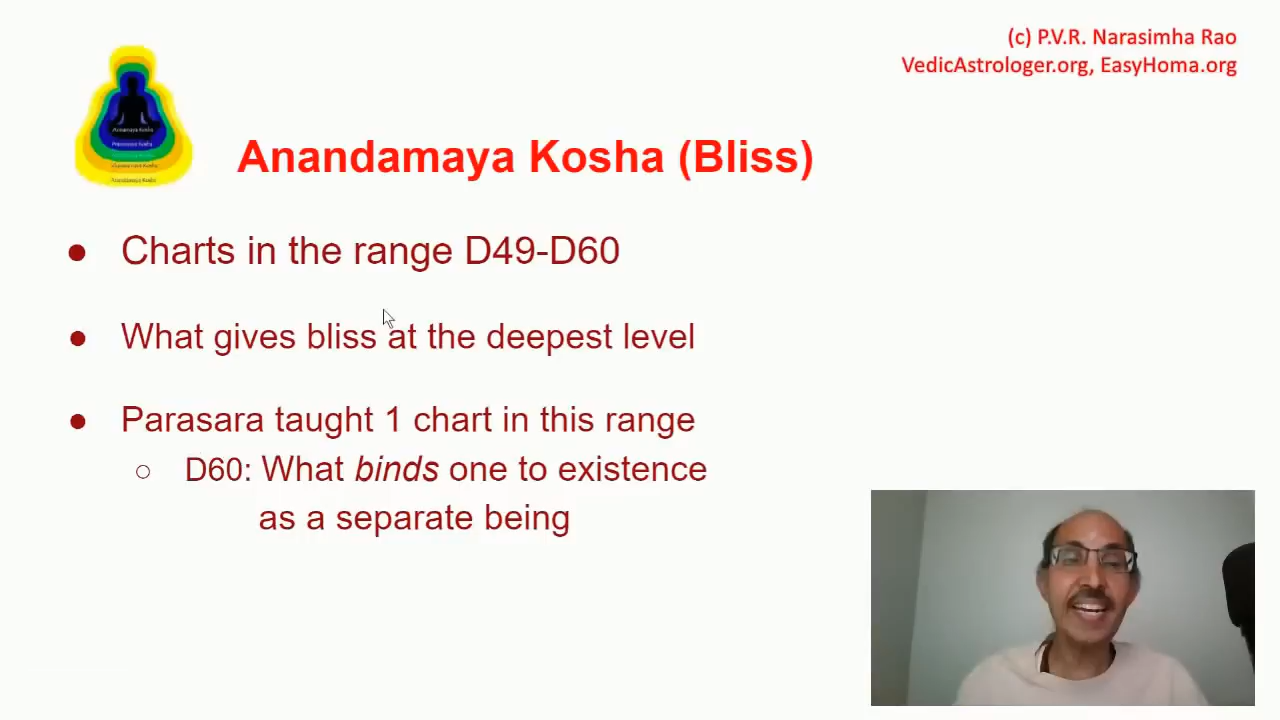 (c) P.V.R. Narasimha Rao
VedicAstrologer.org, EasyHoma.org
Annamaya Kosha
Anandamaya Kosha (Bliss)
● Charts in the range D49-D60
● What gives bliss at the deepest level
● Parasara taught 1 chart in this range
○ D60: What binds one to existence
as a separate being